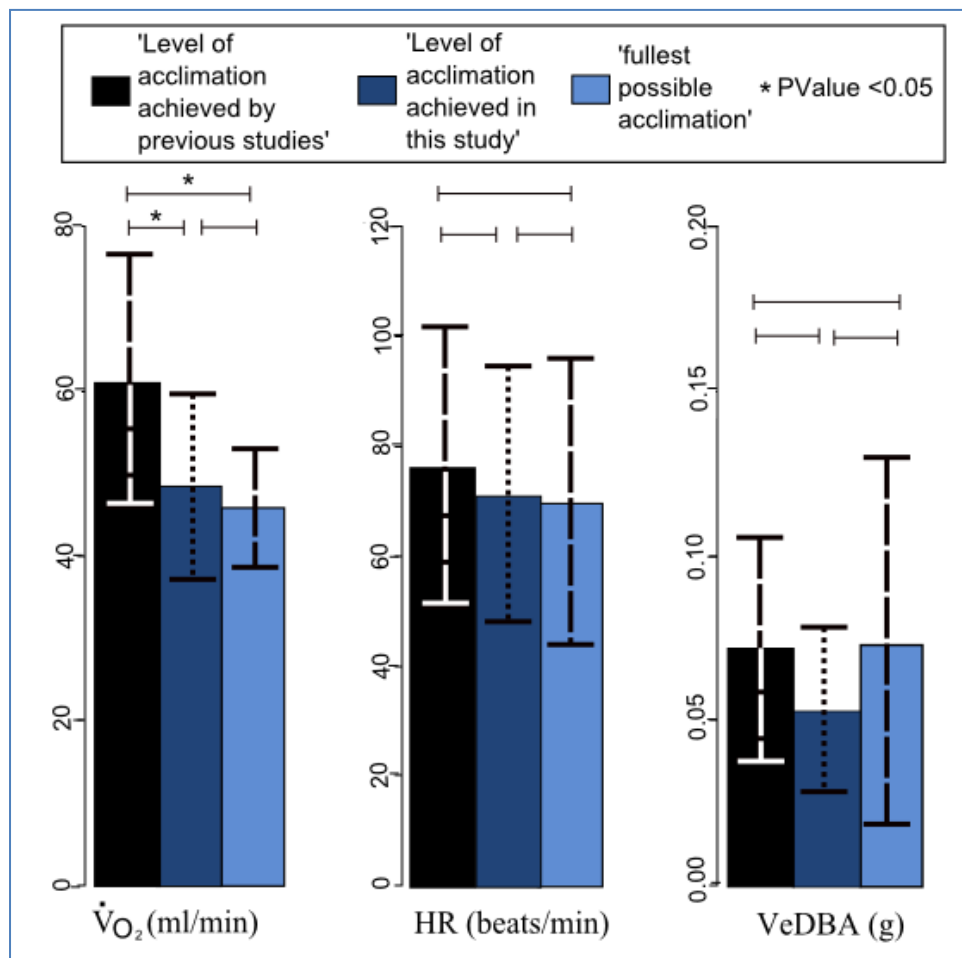 'Level of
acclimation
achieved by
previous studies'
'Level of
acclimation
achieved in
this study'
'fullest
possible
acclimation'
* PValue <0.05
*
*
80
60
40
20
0
V̇O₂ (ml/min)
120
100
80
60
40
20
0
HR (beats/min)
0.20
0.15
0.10
0.05
0.00
VeDBA (g)